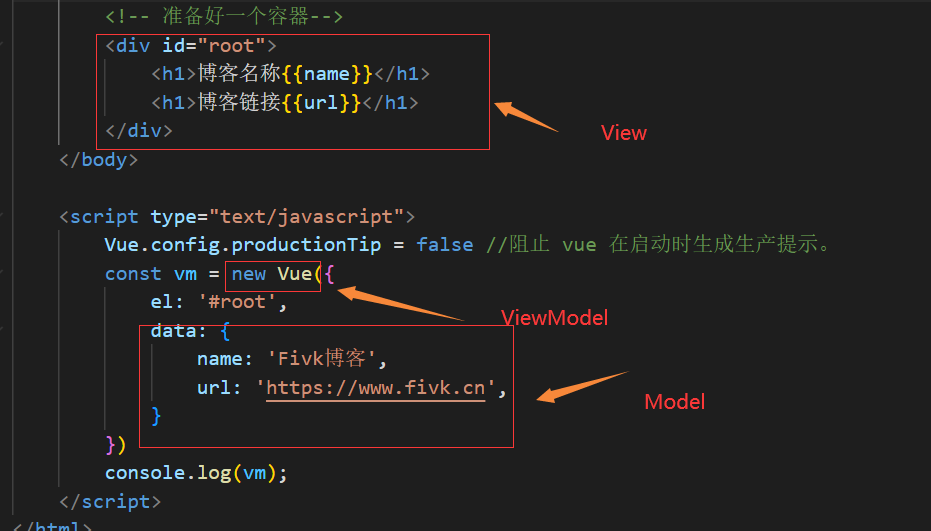 <!-- 准备好一个容器-->
<div id="root">
<h1>博客名称{{name}}</h1>
<h1>博客链接{{url}}</h1>
</div>
View
</body>
<script type="text/javascript">
Vue.config.productionTip = false //阻止 vue 在启动时生成生产提示。
const vm = new Vue({
el: '#root',
ViewModel
data: {
name: 'Fivk博客',
url: 'https://www.fivk.cn',
Model
}
})
console.log(vm);
</script>
</html>